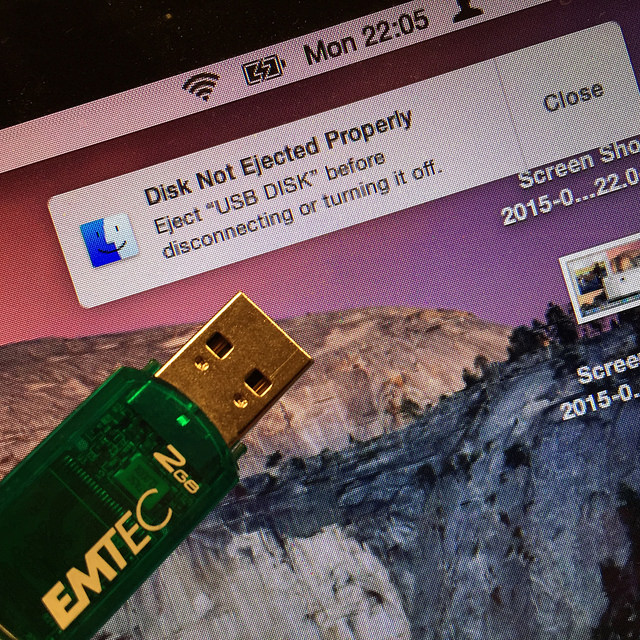 Mon 22:05
Disk Not Ejected Properly
Eject “USB DISK” before
disconnecting or turning it off.
Close
Screen Sho
2015-0....22.0
Screen
2015-0.
2GB
EMTEC